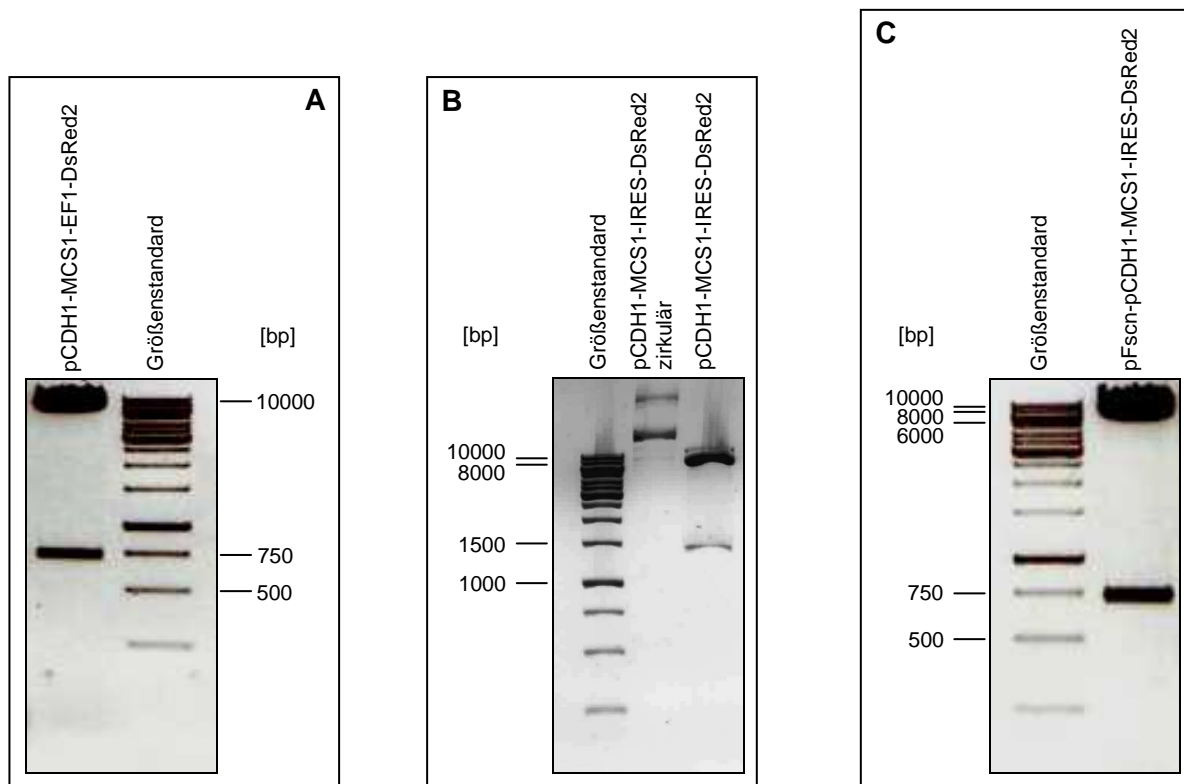 A
pCDH1-MCS1-EF1-DsRed2
Größenstandard
[bp]
10000
750
500
B
[bp]
Größenstandard
pCDH1-MCS1-IRES-DsRed2
zirkulär
pCDH1-MCS1-IRES-DsRed2
10000
8000
1500
1000
C
[bp]
Größenstandard
pFscn-pCDH1-MCS1-IRES-DsRed2
10000
8000
6000
750
500